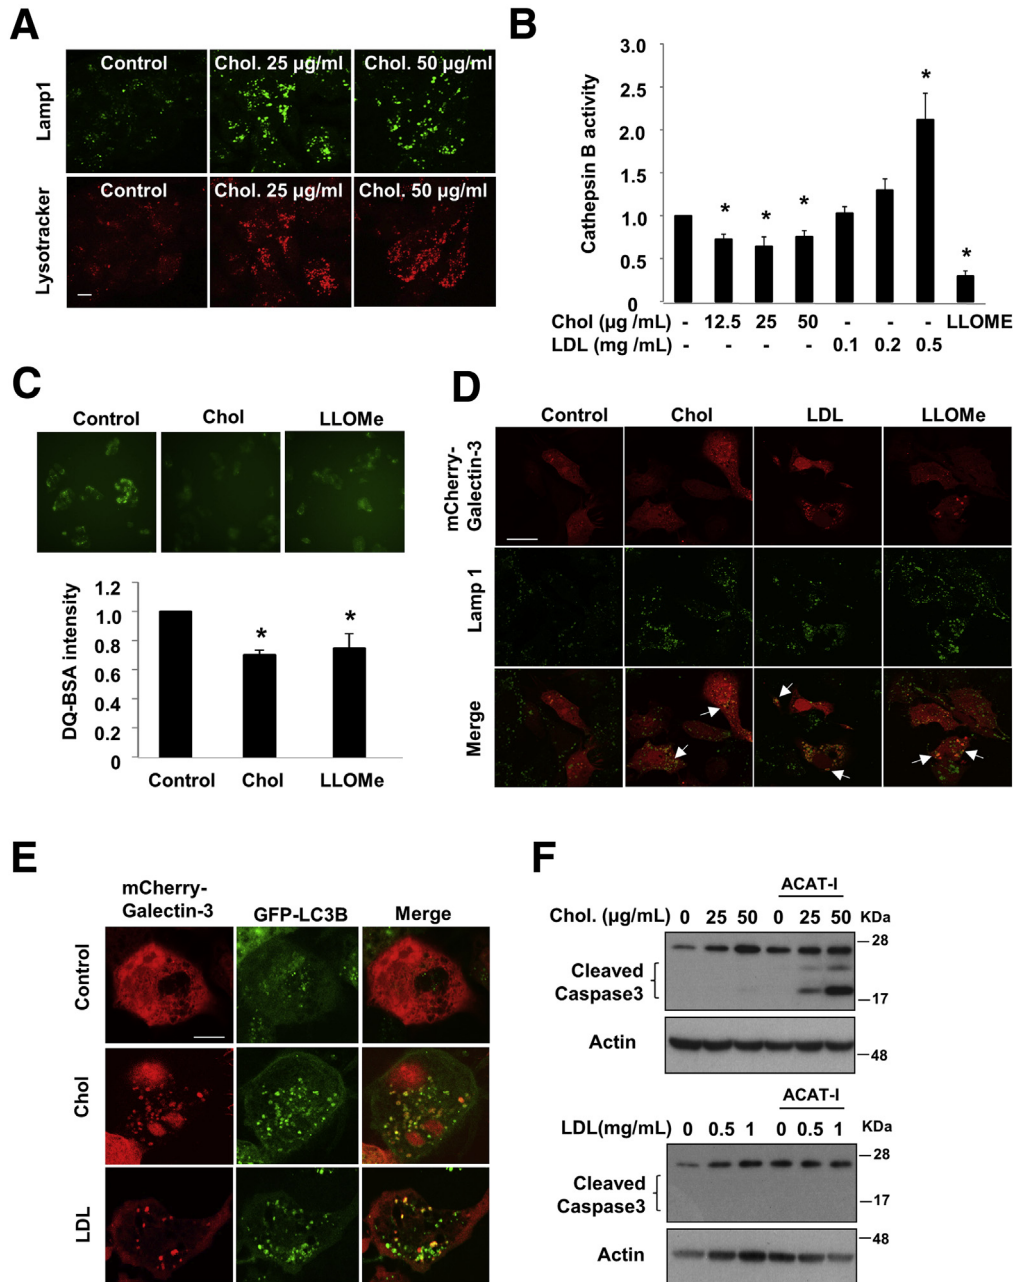 A
Control
Chol. 25 µg/ml
Chol. 50 µg/ml
Lamp1
Control
Chol. 25 µg/ml
Chol. 50 µg/ml
Lysotracker
B
3.0
2.5
2.0
1.5
1.0
0.5
0
Cathepsin B activity
* * * * *
Chol (µg /mL) - 12.5 25 50 - - - LLOME
LDL (mg /mL) - - - - 0.1 0.2 0.5
C
Control Chol LLOMe
DQ-BSA intensity
1.2
1.0
0.8
0.6
0.4
0.2
0
* *
Control Chol LLOMe
D
Control Chol LDL LLOMe
mCherry-
Galectin-3
Lamp 1
Merge
E
mCherry-
Galectin-3 GFP-LC3B Merge
Control
Chol
LDL
F
ACAT-I
Chol. (µg/mL) 0 25 50 0 25 50 KDa
28
Cleaved
Caspase3
17
Actin
48
ACAT-I
LDL(mg/mL) 0 0.5 1 0 0.5 1 KDa
28
Cleaved
Caspase3
17
48
Actin